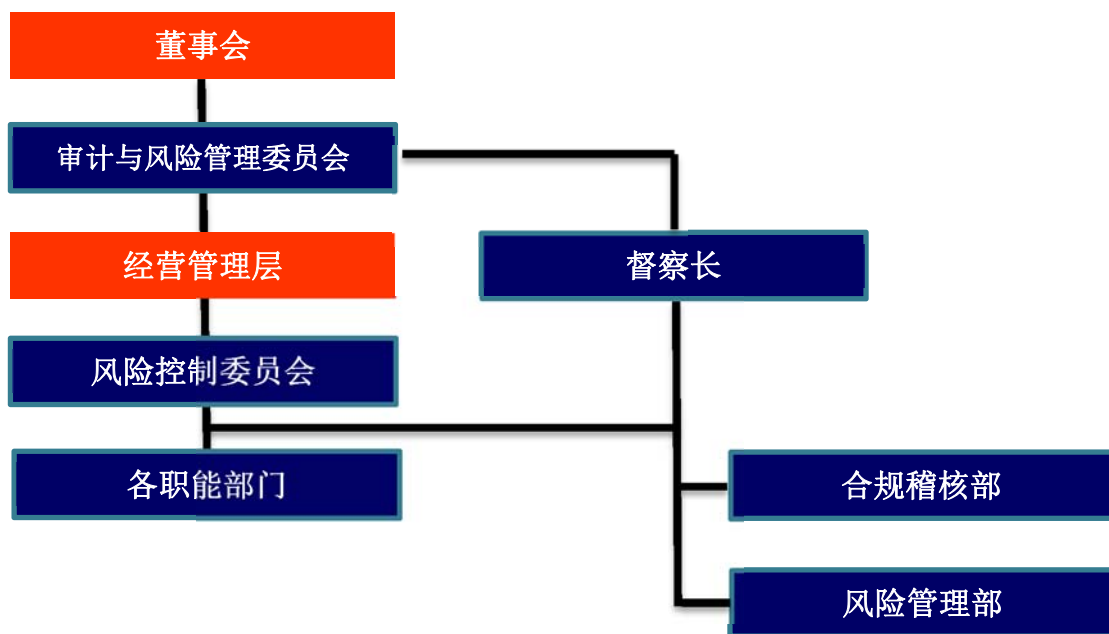 董事会
审计与风险管理委员会
经营管理层
督察长
风险控制委员会
各职能部门
合规稽核部
风险管理部